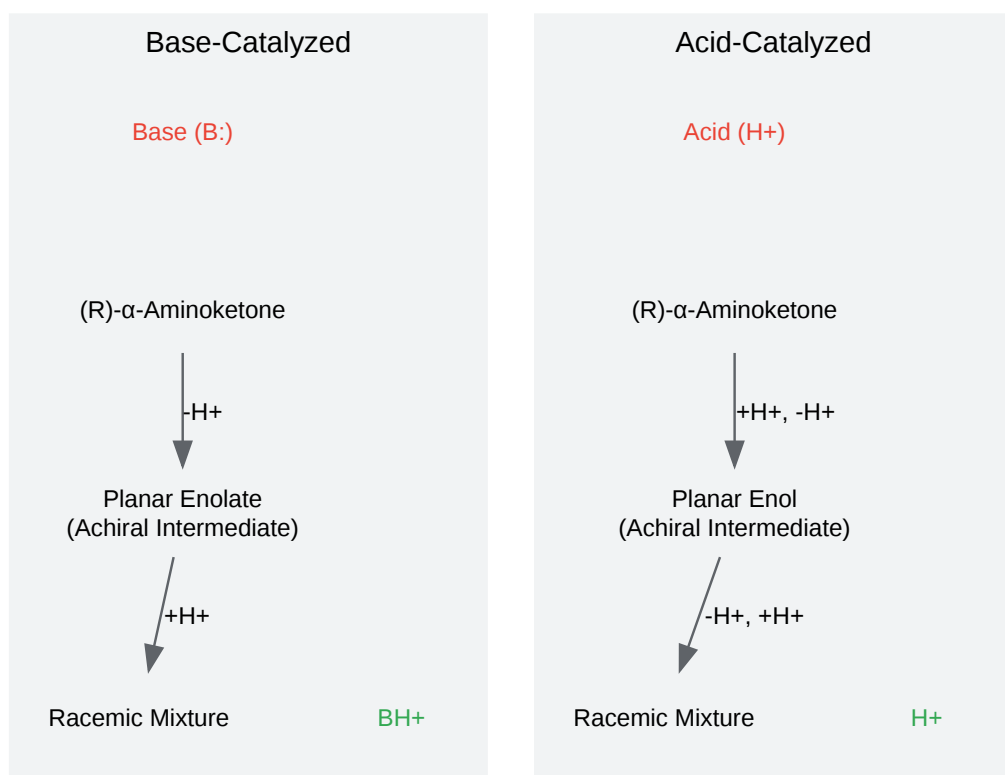 Base-Catalyzed
Base (B:)
(R)-α-Aminoketone
-H+
Planar Enolate
(Achiral Intermediate)
+H+
Racemic Mixture
BH+
Acid-Catalyzed
Acid (H+)
(R)-α-Aminoketone
+H+, -H+
Planar Enol
(Achiral Intermediate)
-H+, +H+
Racemic Mixture
H+